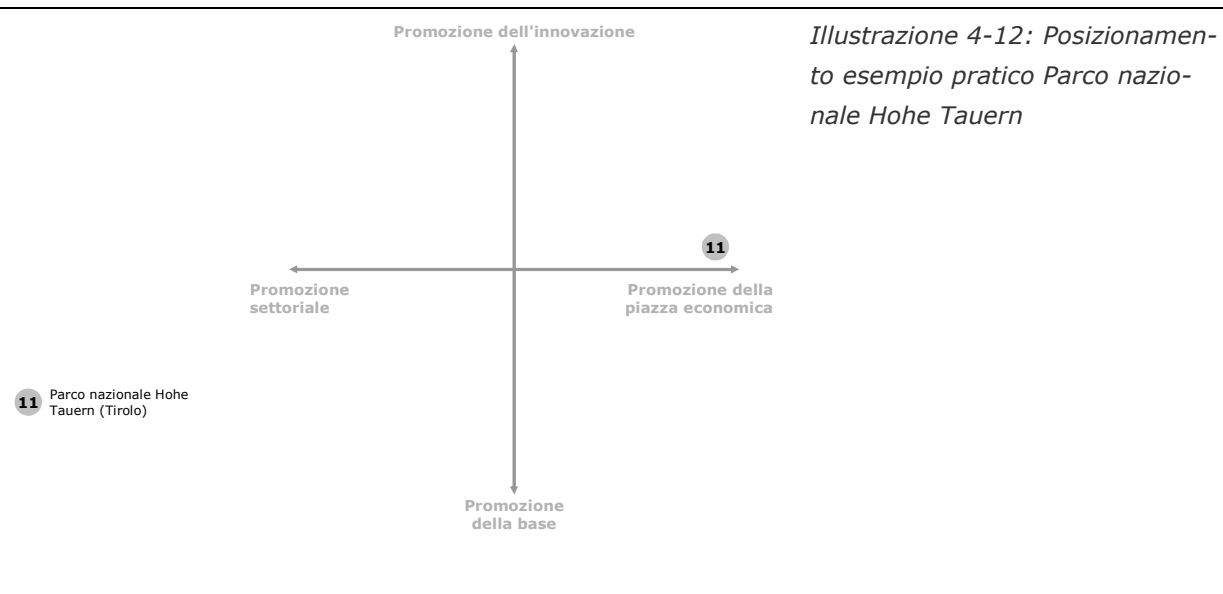 Promozione dell'innovazione
Illustrazione 4-12: Posizionamen-
to esempio pratico Parco nazio-
nale Hohe Tauern
11
Promozione
settoriale
Promozione della
piazza economica
11 Parco nazionale Hohe
Tauern (Tirolo)
Promozione
della base